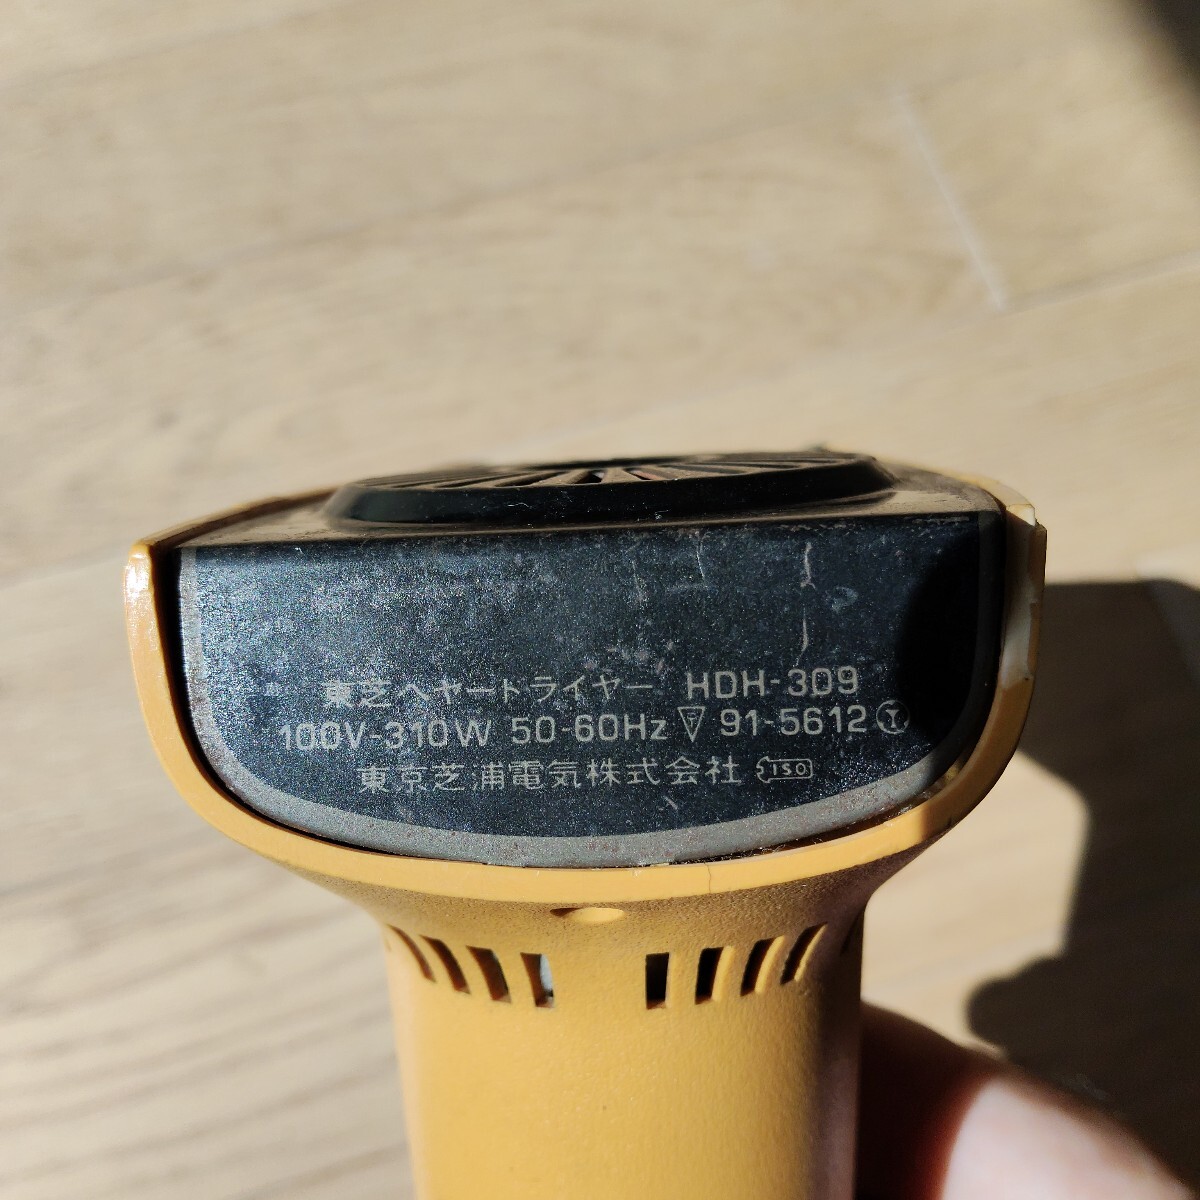 東芝ヘヤードライヤー HDH-309
100V-310W 50-60Hz ▽F 91-5612 Ⓣ
東京芝浦電気株式会社 ISO